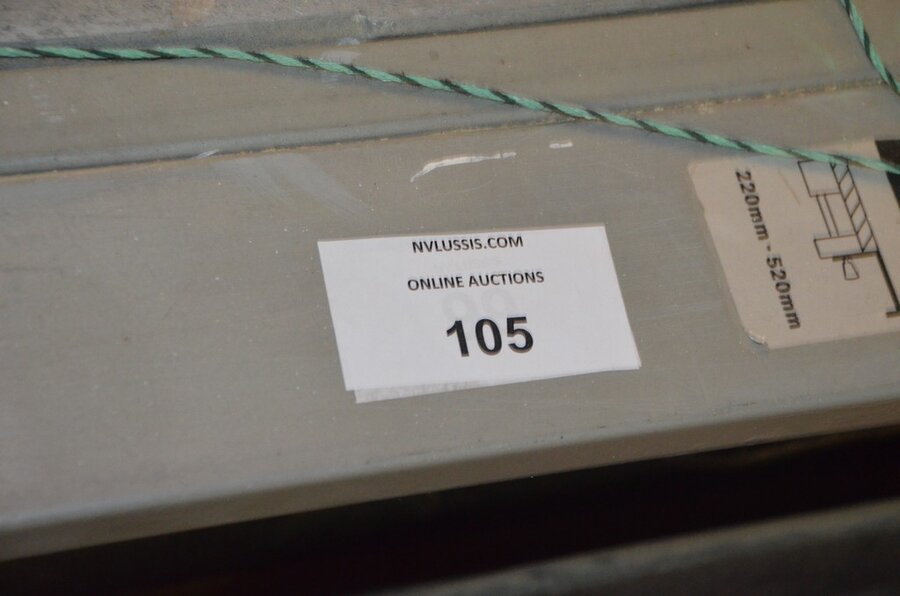 NVLUSSIS.COM
ONLINE AUCTIONS
105
220mm - 520mm